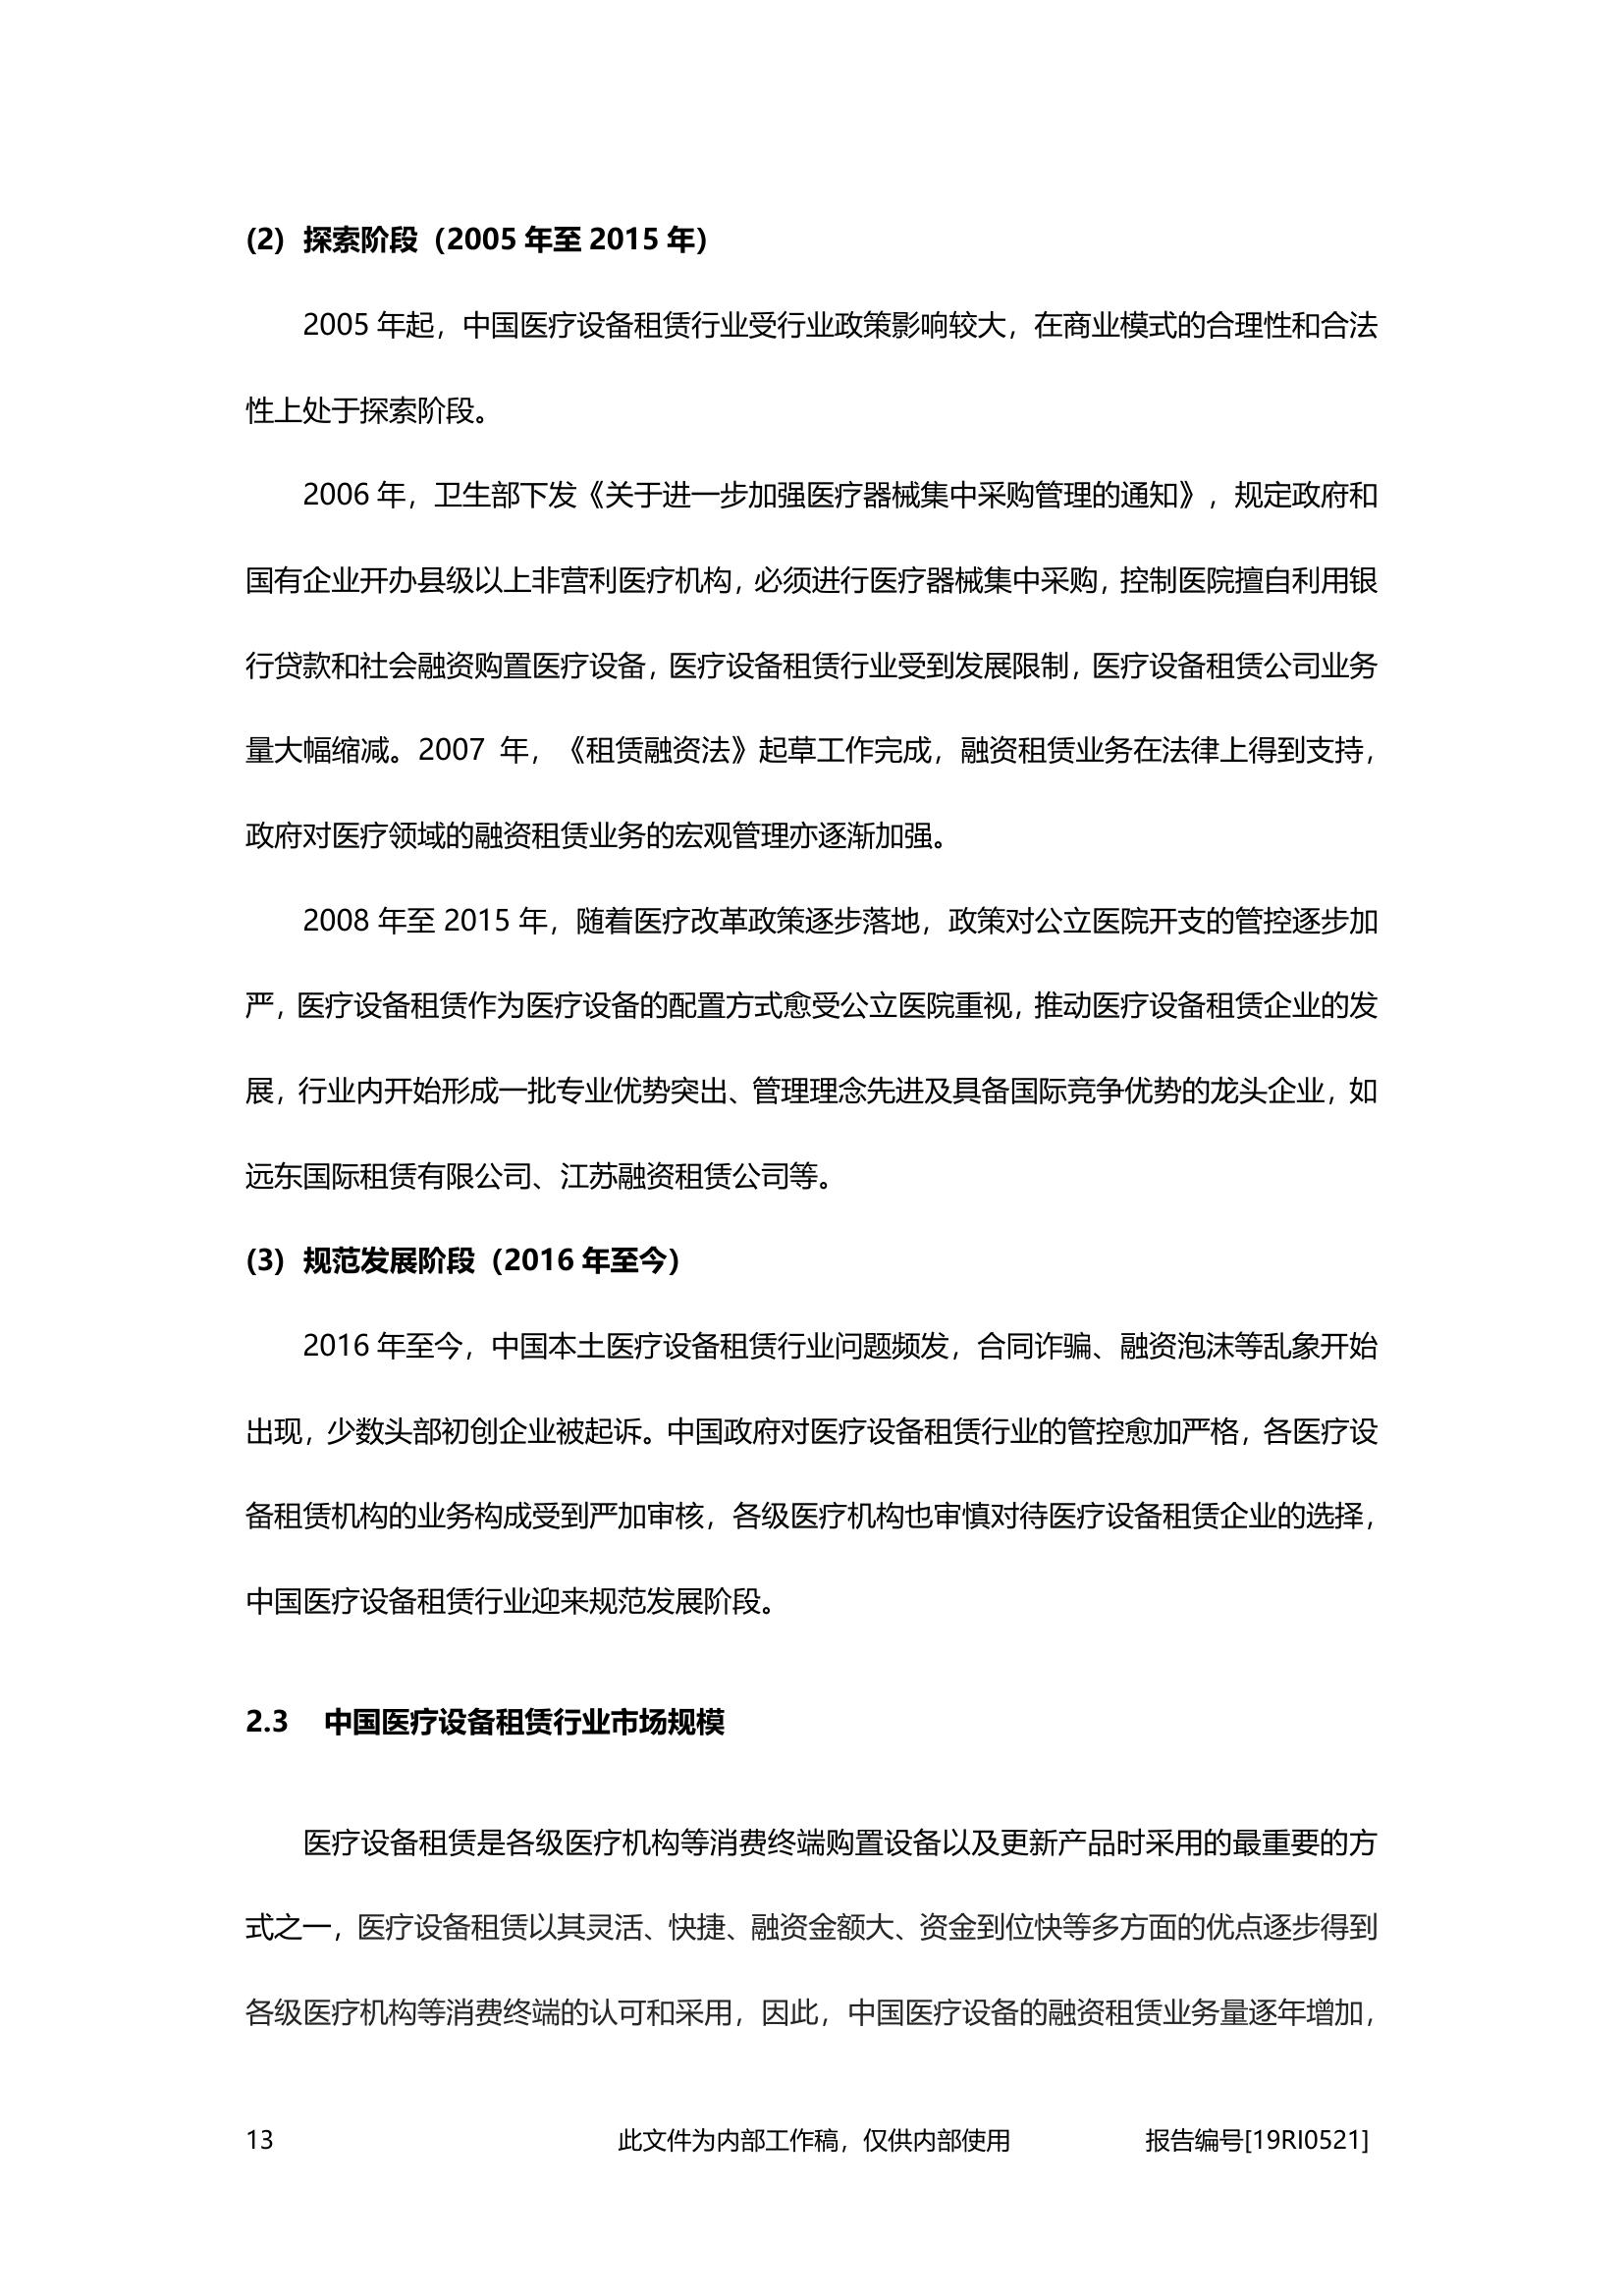 (2) 探索阶段（2005 年至 2015 年）
2005 年起，中国医疗设备租赁行业受行业政策影响较大，在商业模式的合理性和合法
性上处于探索阶段。
2006 年，卫生部下发《关于进一步加强医疗器械集中采购管理的通知》，规定政府和
国有企业开办县级以上非营利医疗机构，必须进行医疗器械集中采购，控制医院擅自利用银
行贷款和社会融资购置医疗设备，医疗设备租赁行业受到发展限制，医疗设备租赁公司业务
量大幅缩减。2007 年，《租赁融资法》起草工作完成，融资租赁业务在法律上得到支持，
政府对医疗领域的融资租赁业务的宏观管理亦逐渐加强。
2008 年至 2015 年，随着医疗改革政策逐步落地，政策对公立医院开支的管控逐步加
严，医疗设备租赁作为医疗设备的配置方式愈受公立医院重视，推动医疗设备租赁企业的发
展，行业内开始形成一批专业优势突出、管理理念先进及具备国际竞争优势的龙头企业，如
远东国际租赁有限公司、江苏融资租赁公司等。
(3) 规范发展阶段（2016 年至今）
2016 年至今，中国本土医疗设备租赁行业问题频发，合同诈骗、融资泡沫等乱象开始
出现，少数头部初创企业被起诉。中国政府对医疗设备租赁行业的管控愈加严格，各医疗设
备租赁机构的业务构成受到严加审核，各级医疗机构也审慎对待医疗设备租赁企业的选择，
中国医疗设备租赁行业迎来规范发展阶段。
2.3 中国医疗设备租赁行业市场规模
医疗设备租赁是各级医疗机构等消费终端购置设备以及更新产品时采用的最重要的方
式之一，医疗设备租赁以其灵活、快捷、融资金额大、资金到位快等多方面的优点逐步得到
各级医疗机构等消费终端的认可和采用，因此，中国医疗设备的融资租赁业务量逐年增加，
13 此文件为内部工作稿，仅供内部使用 报告编号[19RI0521]